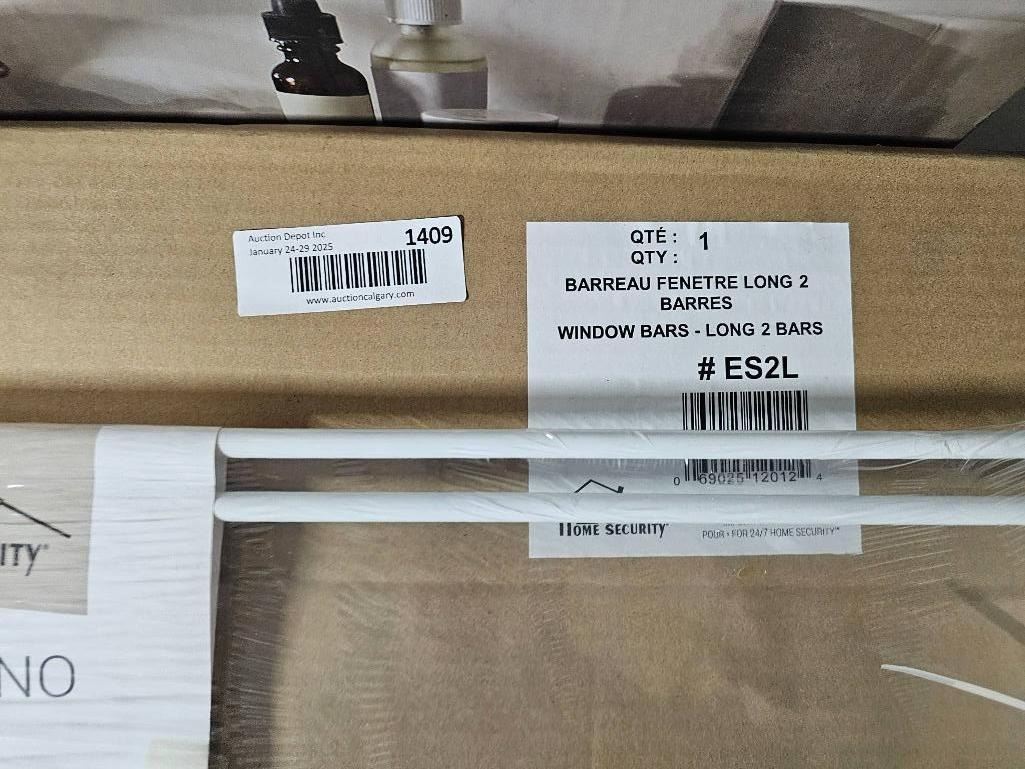 Auction Depot Inc
January 24-29 2025
1409
www.auctioncalgary.com
QTÉ : 1
QTY :
BARREAU FENETRE LONG 2
BARRES
WINDOW BARS - LONG 2 BARS
# ES2L
0 69025 12012 4
HOME SECURITY
POUR • FOR 24/7 HOME SECURITY™
ITY
NO